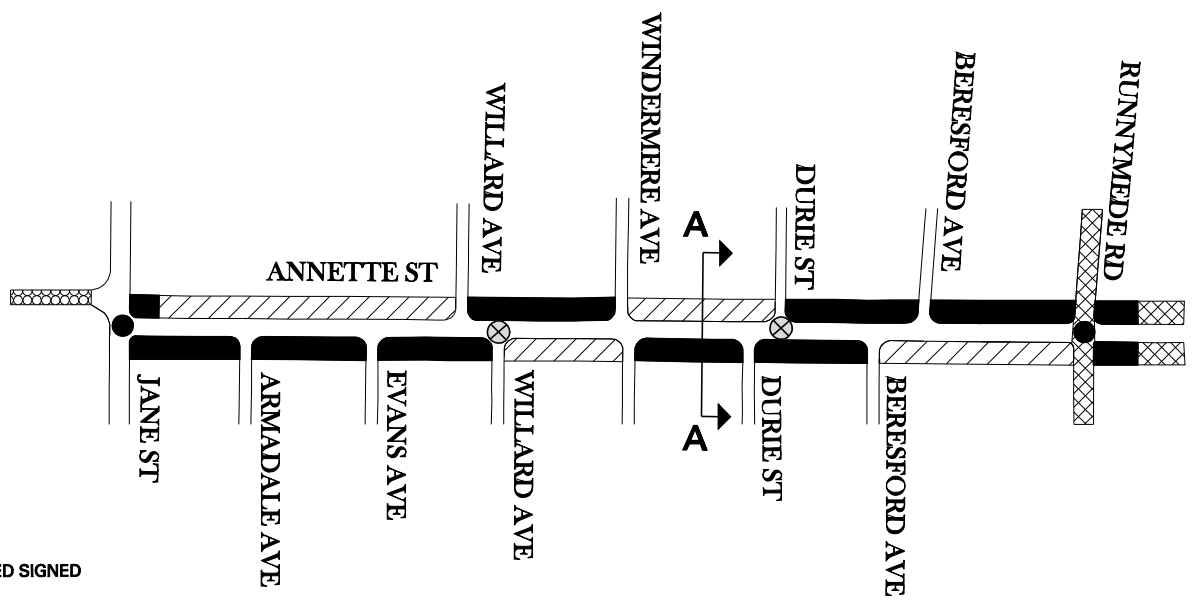 WINDERMERE AVE
BERESFORD AVE
RUNNYMEDE RD
WILLARD AVE
DURIE ST
A
ANNETTE ST
A
JANE ST
ARMADALE AVE
EVANS AVE
WILLARD AVE
DURIE ST
BERESFORD AVE
ED SIGNED